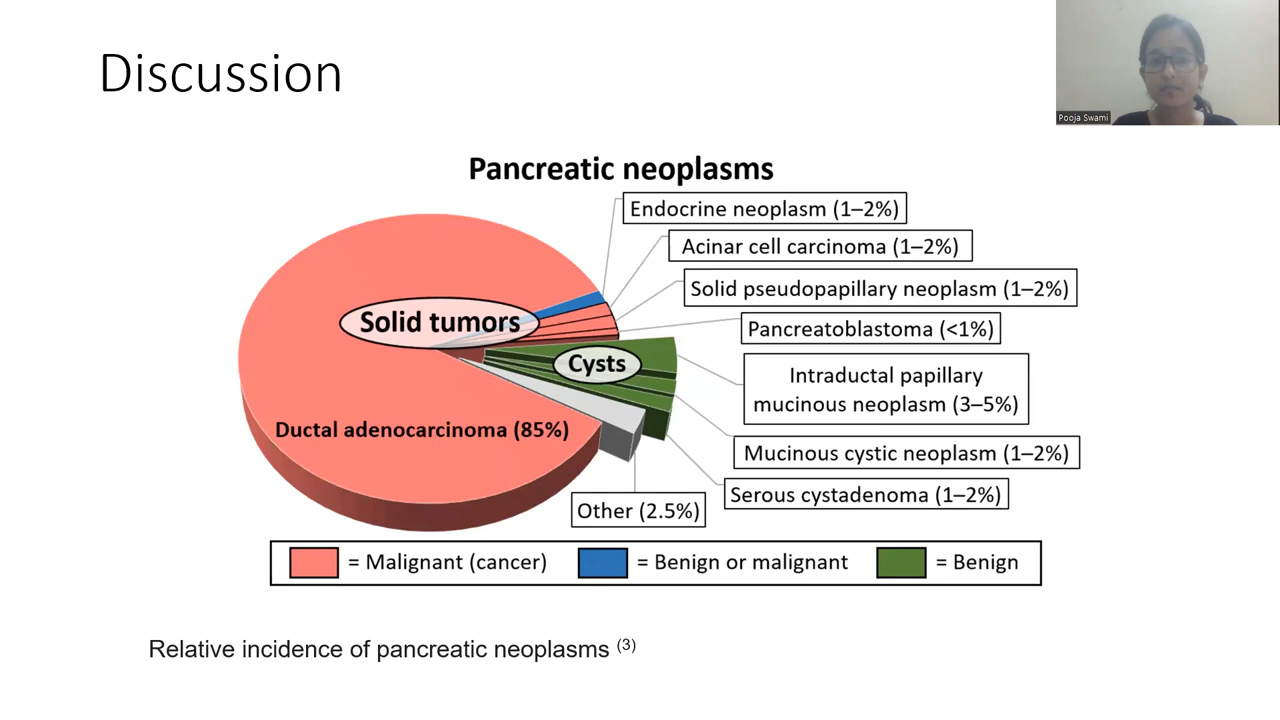 Discussion
Pooja Swami
Pancreatic neoplasms
Endocrine neoplasm (1–2%)
Acinar cell carcinoma (1–2%)
Solid pseudopapillary neoplasm (1–2%)
Solid tumors
Pancreatoblastoma (<1%)
Cysts
Intraductal papillary
mucinous neoplasm (3–5%)
Ductal adenocarcinoma (85%)
Mucinous cystic neoplasm (1–2%)
Serous cystadenoma (1–2%)
Other (2.5%)
= Malignant (cancer)
= Benign or malignant
= Benign
Relative incidence of pancreatic neoplasms (3)